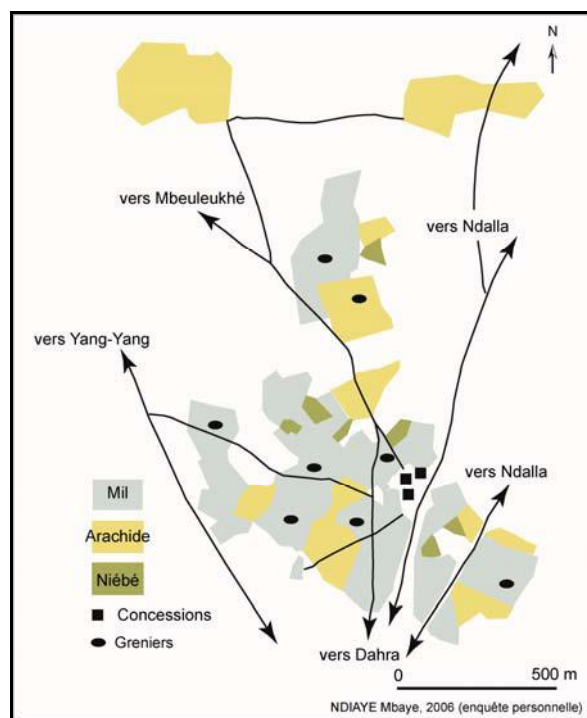 N
vers Mbeuleukhé
vers Ndalla
vers Yang-Yang
vers Ndalla
Mil
Arachide
Niébé
Concessions
Greniers
vers Dahra
0 500 m
NDIAYE Mbaye, 2006 (enquête personnelle)